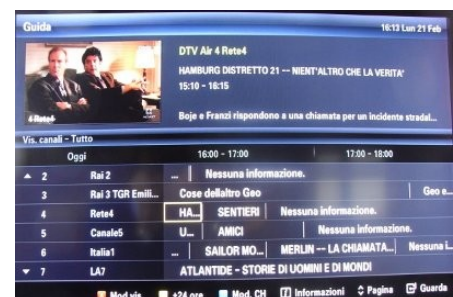 Guida 16:13 Lun 21 Feb
DTV Air 4 Rete4
HAMBURG DISTRETTO 21 -- NIENT'ALTRO CHE LA VERITA'
15:10 - 16:15
4-Rete4
Boje e Franzi rispondono a una chiamata per un incidente stradal...
Vis. canali - Tutto
Oggi 16:00 - 17:00 17:00 - 18:00
2 Rai 2 ... Nessuna informazione.
3 Rai 3 TGR Emili... Cose dellaltro Geo Geo e...
4 Rete4 HA... SENTIERI Nessuna informazione.
5 Canale5 U... AMICI Nessuna informazione.
6 Italia1 ... SAILOR MO... MERLIN -- LA CHIAMATA... Nessuna i...
7 LA7 ATLANTIDE - STORIE DI UOMINI E DI MONDI
Mod vis. +24 ore Mod. CH Informazioni Pagina Guarda